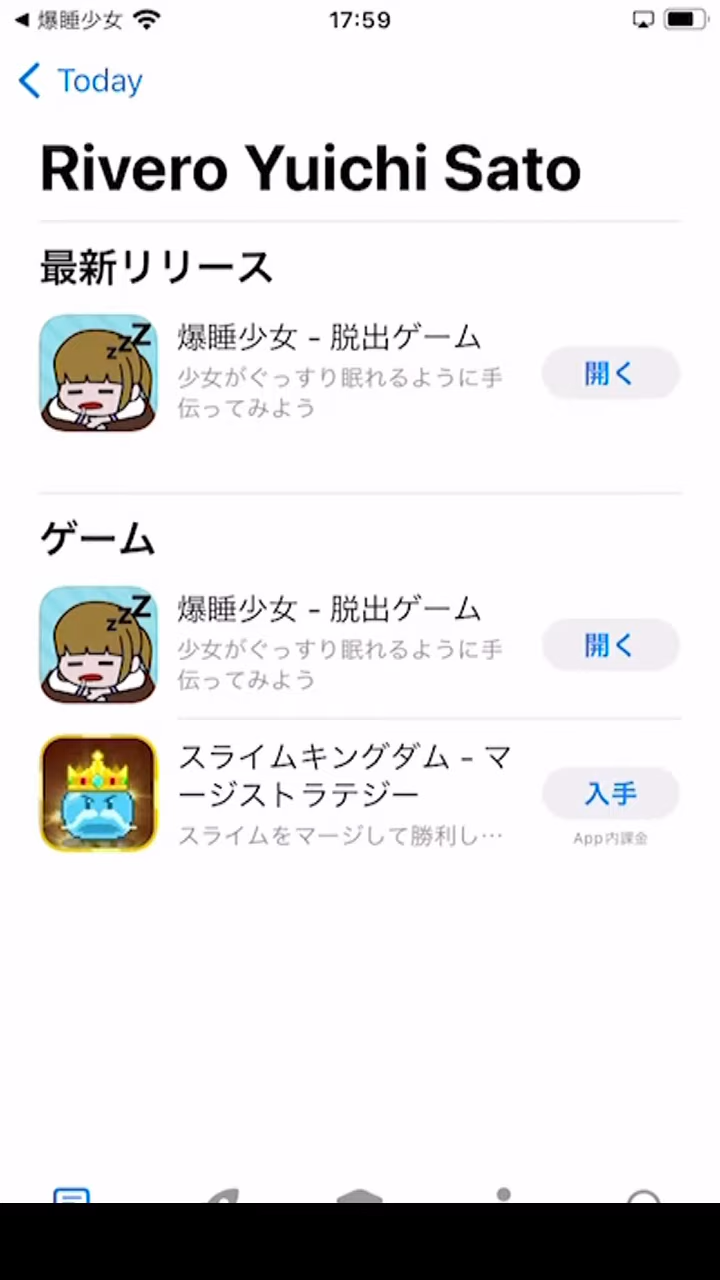 ◀ 爆睡少女 17:59
Today
Rivero Yuichi Sato
最新リリース
爆睡少女 - 脱出ゲーム
少女がぐっすり眠れるように手
伝ってみよう
開く
ゲーム
爆睡少女 - 脱出ゲーム
少女がぐっすり眠れるように手
伝ってみよう
開く
スライムキングダム - マ
ージストラテジー
スライムをマージして勝利し…
入手
App内課金